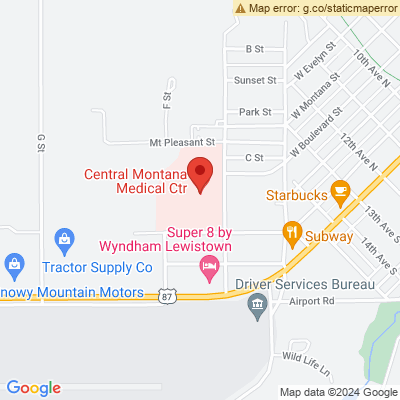 Map error: g.co/staticmaperror
B St
W Evelyn St
10th Ave N
Sunset St
F St
W Montana St
Park St
G St
Mt Pleasant St
W Boulevard St
12th Ave N
C St
Central Montana
Medical Ctr
Starbucks
13th Ave S
Super 8 by
Wyndham Lewistown
Subway
14th Ave S
Tractor Supply Co
nowy Mountain Motors
87
Driver Services Bureau
Airport Rd
Wild Life Ln
Google
Map data ©2024 Google